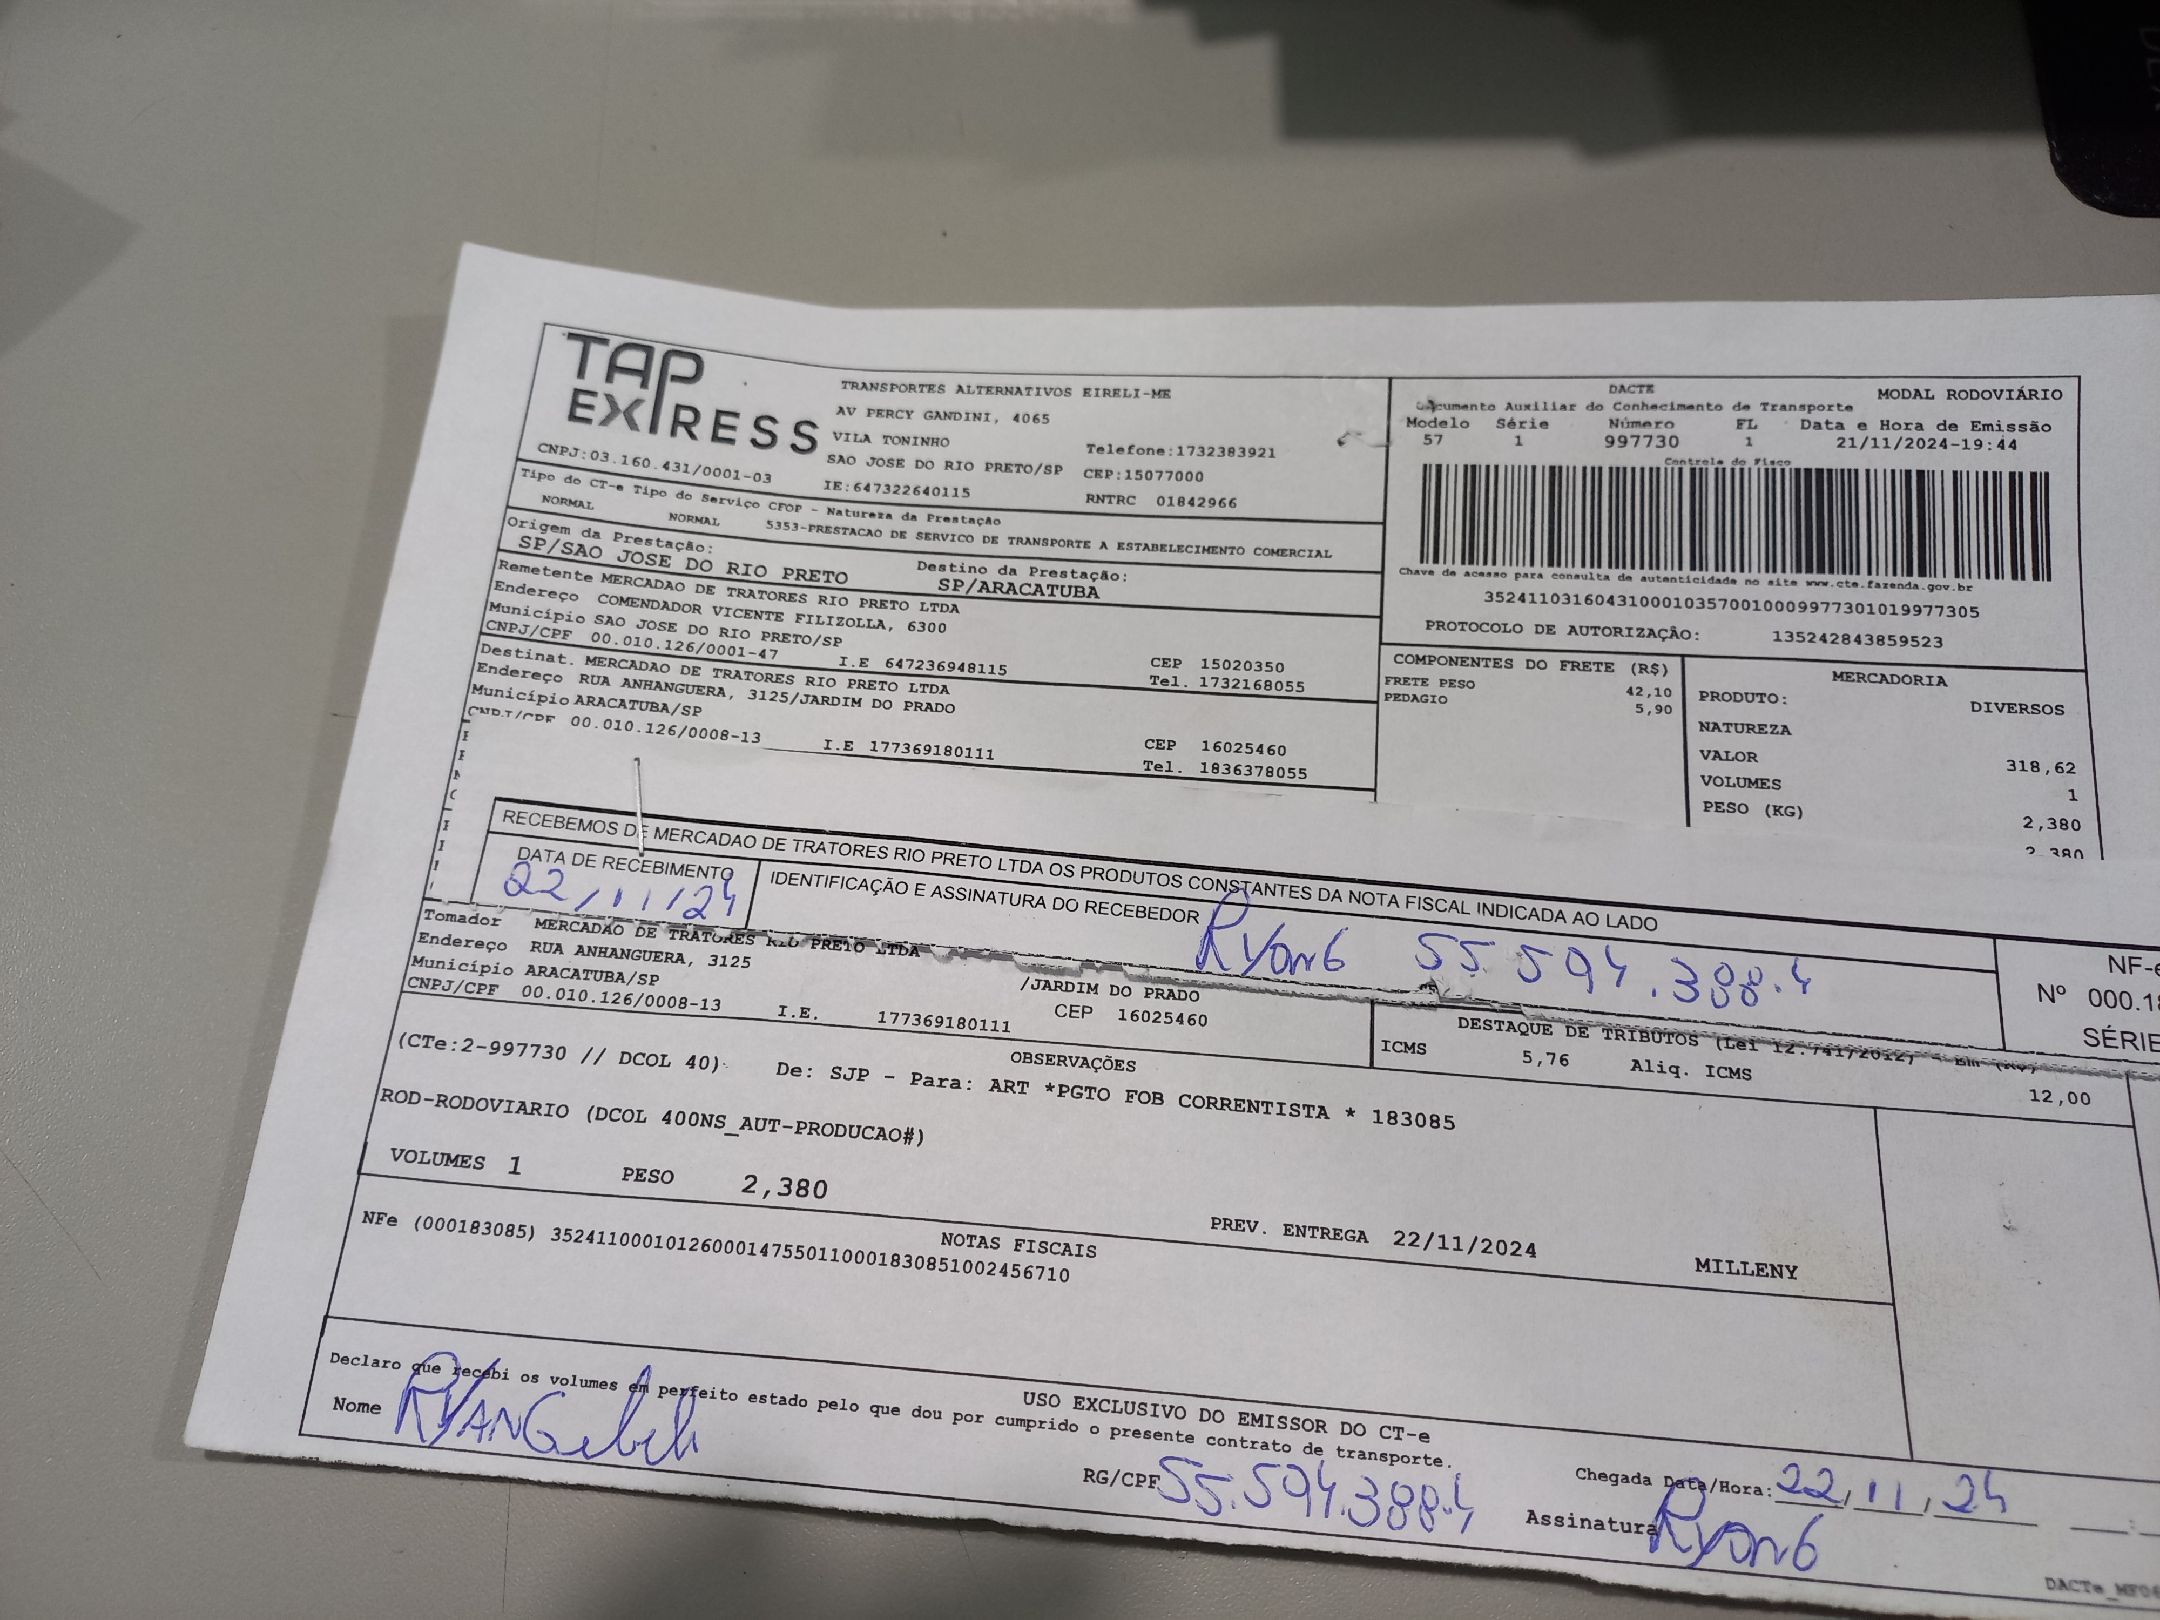 TAP
EXPRESS
TRANSPORTES ALTERNATIVOS EIRELI-ME
AV PERCY GANDINI, 4065
VILA TONINHO
Telefone:1732383921
SAO JOSE DO RIO PRETO/SP
CEP:15077000
CNPJ:03.160.431/0001-03
IE:647322640115
RNTRC 01842966
DACTE
MODAL RODOVIÁRIO
Documento Auxiliar do Conhecimento de Transporte
Modelo Série Número FL Data e Hora de Emissão
57 1 997730 1 21/11/2024-19:44
Controle do Fisco
Chave de acesso para consulta de autenticidade no site www.cte.fazenda.gov.br
35241103160431000103570010009977301019977305
PROTOCOLO DE AUTORIZAÇÃO: 135242843859523
Tipo do CT-e Tipo do Serviço CFOP - Natureza da Prestação
NORMAL NORMAL 5353-PRESTACAO DE SERVICO DE TRANSPORTE A ESTABELECIMENTO COMERCIAL
Origem da Prestação:
SP/SAO JOSE DO RIO PRETO
Destino da Prestação:
SP/ARACATUBA
Remetente MERCADAO DE TRATORES RIO PRETO LTDA
Endereço COMENDADOR VICENTE FILIZOLLA, 6300
Município SAO JOSE DO RIO PRETO/SP
CEP 15020350
CNPJ/CPF 00.010.126/0001-47 I.E 647236948115
Tel. 1732168055
Destinat. MERCADAO DE TRATORES RIO PRETO LTDA
Endereço RUA ANHANGUERA, 3125/JARDIM DO PRADO
Município ARACATUBA/SP
CEP 16025460
CNPJ/CPF 00.010.126/0008-13 I.E 177369180111
Tel. 1836378055
COMPONENTES DO FRETE (R$)
FRETE PESO 42,10
PEDAGIO 5,90
MERCADORIA
PRODUTO: DIVERSOS
NATUREZA
VALOR 318,62
VOLUMES 1
PESO (KG) 2,380
2,380
RECEBEMOS DE MERCADAO DE TRATORES RIO PRETO LTDA OS PRODUTOS CONSTANTES DA NOTA FISCAL INDICADA AO LADO
DATA DE RECEBIMENTO
22/11/24
IDENTIFICAÇÃO E ASSINATURA DO RECEBEDOR
RyanG 55.594.388.4
NF-e
Nº 000.18
SÉRIE
Tomador MERCADAO DE TRATORES RIO PRETO LTDA
Endereço RUA ANHANGUERA, 3125
/JARDIM DO PRADO
Município ARACATUBA/SP
CEP 16025460
CNPJ/CPF 00.010.126/0008-13 I.E. 177369180111
DESTAQUE DE TRIBUTOS (Lei 12.741/2012)
ICMS 5,76 Aliq. ICMS 12,00
OBSERVAÇÕES
(CTe:2-997730 // DCOL 40) De: SJP - Para: ART *PGTO FOB CORRENTISTA * 183085
ROD-RODOVIARIO (DCOL 400NS_AUT-PRODUCAO#)
VOLUMES 1 PESO 2,380
PREV. ENTREGA 22/11/2024
MILLENY
NOTAS FISCAIS
NFe (000183085) 35241100010126000147550110001830851002456710
USO EXCLUSIVO DO EMISSOR DO CT-e
Declaro que recebi os volumes em perfeito estado pelo que dou por cumprido o presente contrato de transporte.
Nome RYAN
RG/CPF 55.594.388.4
Chegada Data/Hora: 22/11/24
Assinatura RyanG